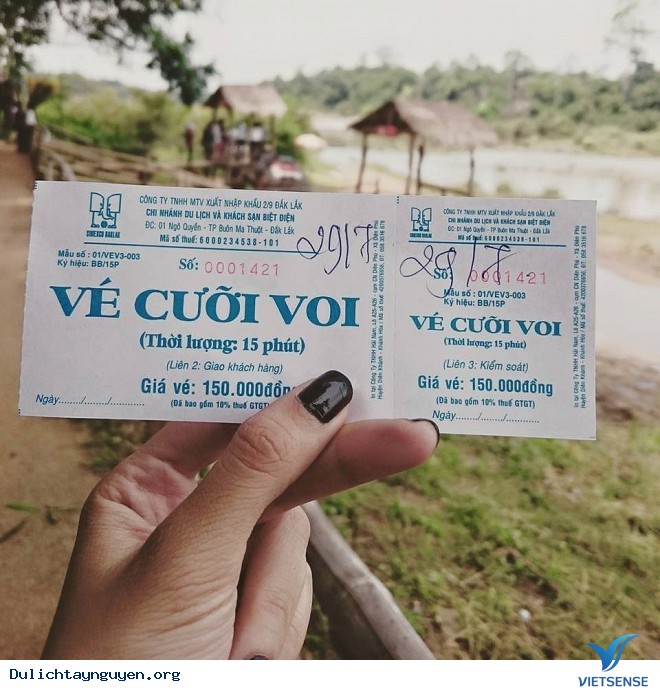 CÔNG TY TNHH MTV XUẤT NHẬP KHẨU 2/9 ĐẮK LẮK
CHI NHÁNH DU LỊCH VÀ KHÁCH SẠN BIỆT ĐIỆN
ĐC: 01 Ngô Quyền - TP Buôn Ma Thuột - Đắk Lắk
Mã số thuế: 6000234538-101
SIMEXCO DAKLAK
Mẫu số: 01/VEV3-003
Ký hiệu: BB/15P
Số: 0001421
29/7
VÉ CƯỠI VOI
(Thời lượng: 15 phút)
(Liên 2: Giao khách hàng)
Giá vé: 150.000đồng
(Đã bao gồm 10% thuế GTGT)
Ngày......../......../............
CÔNG TY TNHH MTV XUẤT NHẬP KHẨU 2/9 ĐẮK LẮK
CHI NHÁNH DU LỊCH VÀ KHÁCH SẠN BIỆT ĐIỆN
ĐC: 01 Ngô Quyền - TP Buôn Ma Thuột - Đắk Lắk
Mã số thuế: 6000234538-101
Số: 0001421
Mẫu số: 01/VEV3-003
Ký hiệu: BB/15P
VÉ CƯỠI VOI
(Thời lượng: 15 phút)
(Liên 3: Kiểm soát)
Giá vé: 150.000đồng
(Đã bao gồm 10% thuế GTGT)
Ngày......../......../............
Dulichtaynguyen.org
VIETSENSE